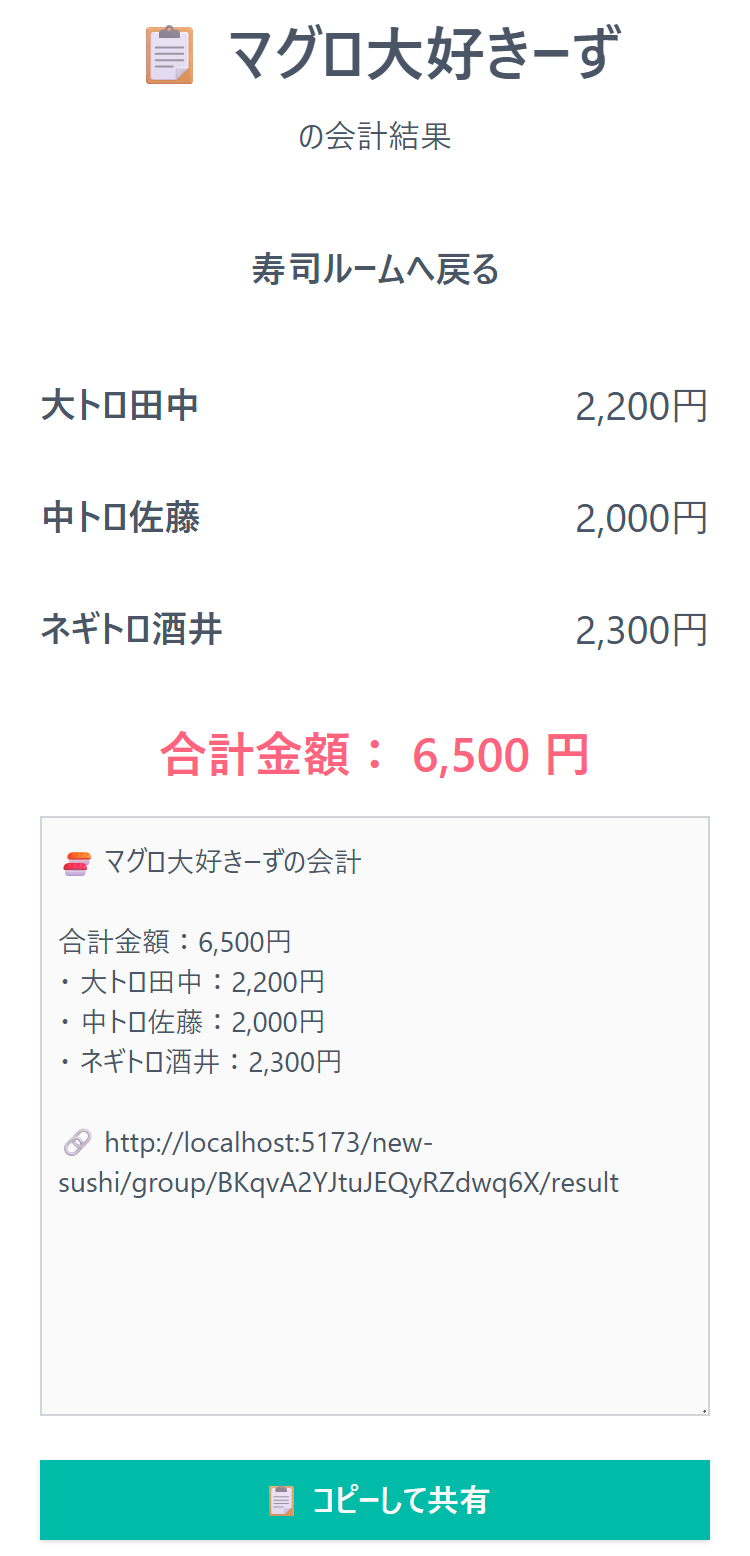 📋 マグロ大好きーず
の会計結果
寿司ルームへ戻る
大トロ田中 2,200円
中トロ佐藤 2,000円
ネギトロ酒井 2,300円
合計金額： 6,500 円
🍣 マグロ大好きーずの会計
合計金額：6,500円
・大トロ田中：2,200円
・中トロ佐藤：2,000円
・ネギトロ酒井：2,300円
🔗 http://localhost:5173/new-
sushi/group/BKqvA2YJtuJEQyRZdwq6X/result
📋 コピーして共有